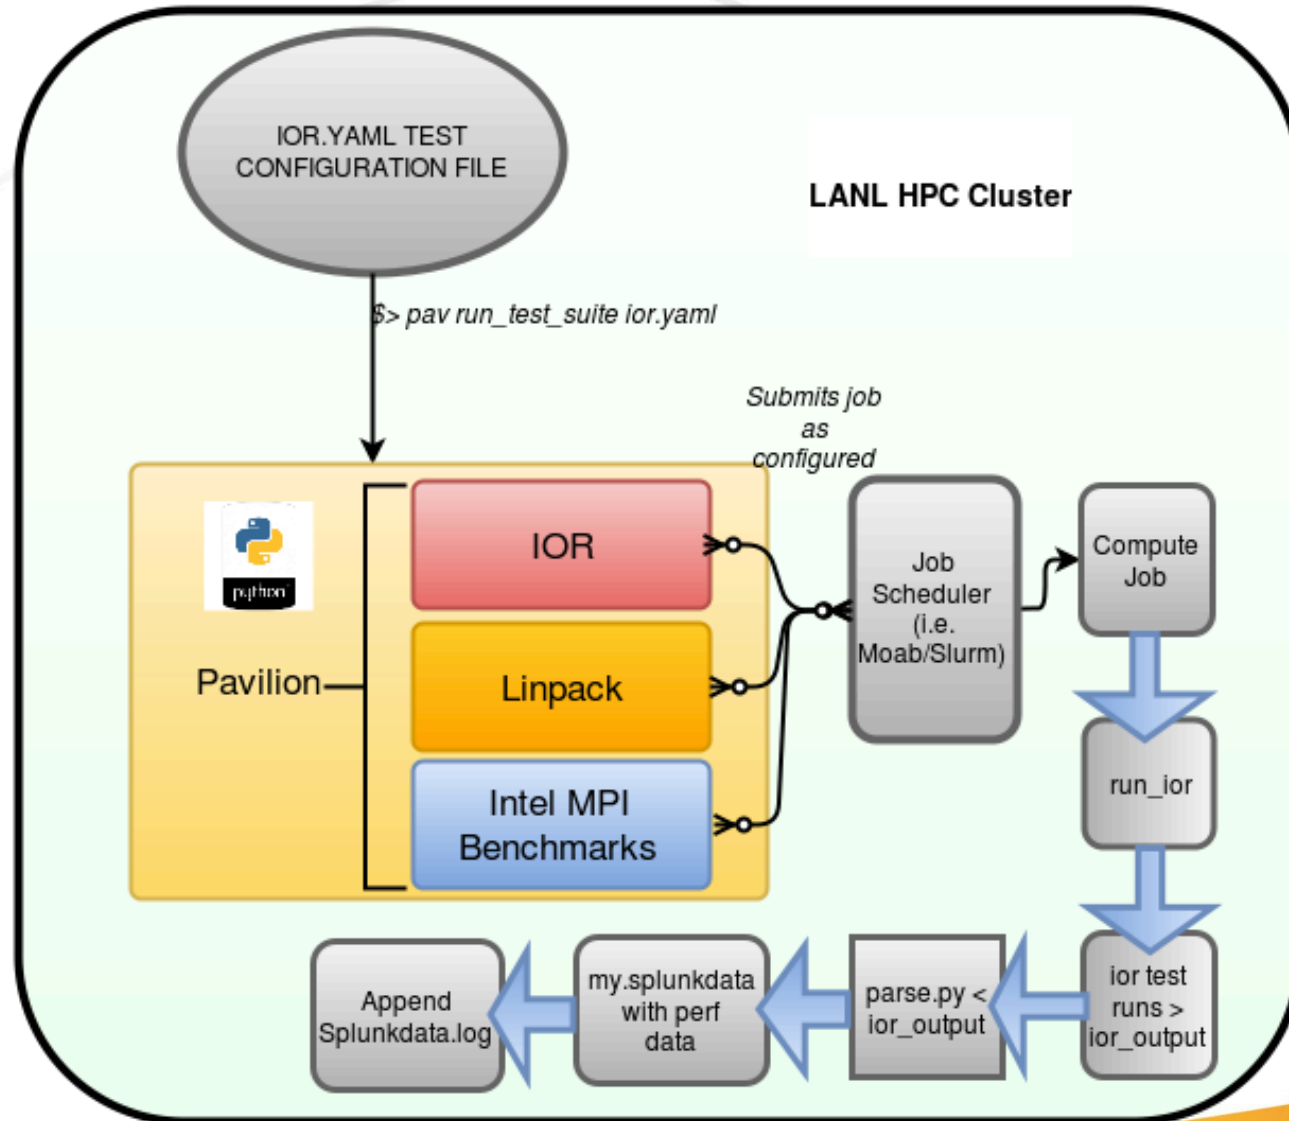 IOR.YAML TEST
CONFIGURATION FILE
LANL HPC Cluster
$> pav run_test_suite ior.yaml
Submits job
as
configured
python
Pavilion
IOR
Linpack
Intel MPI
Benchmarks
Job
Scheduler
(i.e.
Moab/Slurm)
Compute
Job
run_ior
ior test
runs >
ior_output
parse.py <
ior_output
my.splunkdata
with perf
data
Append
Splunkdata.log